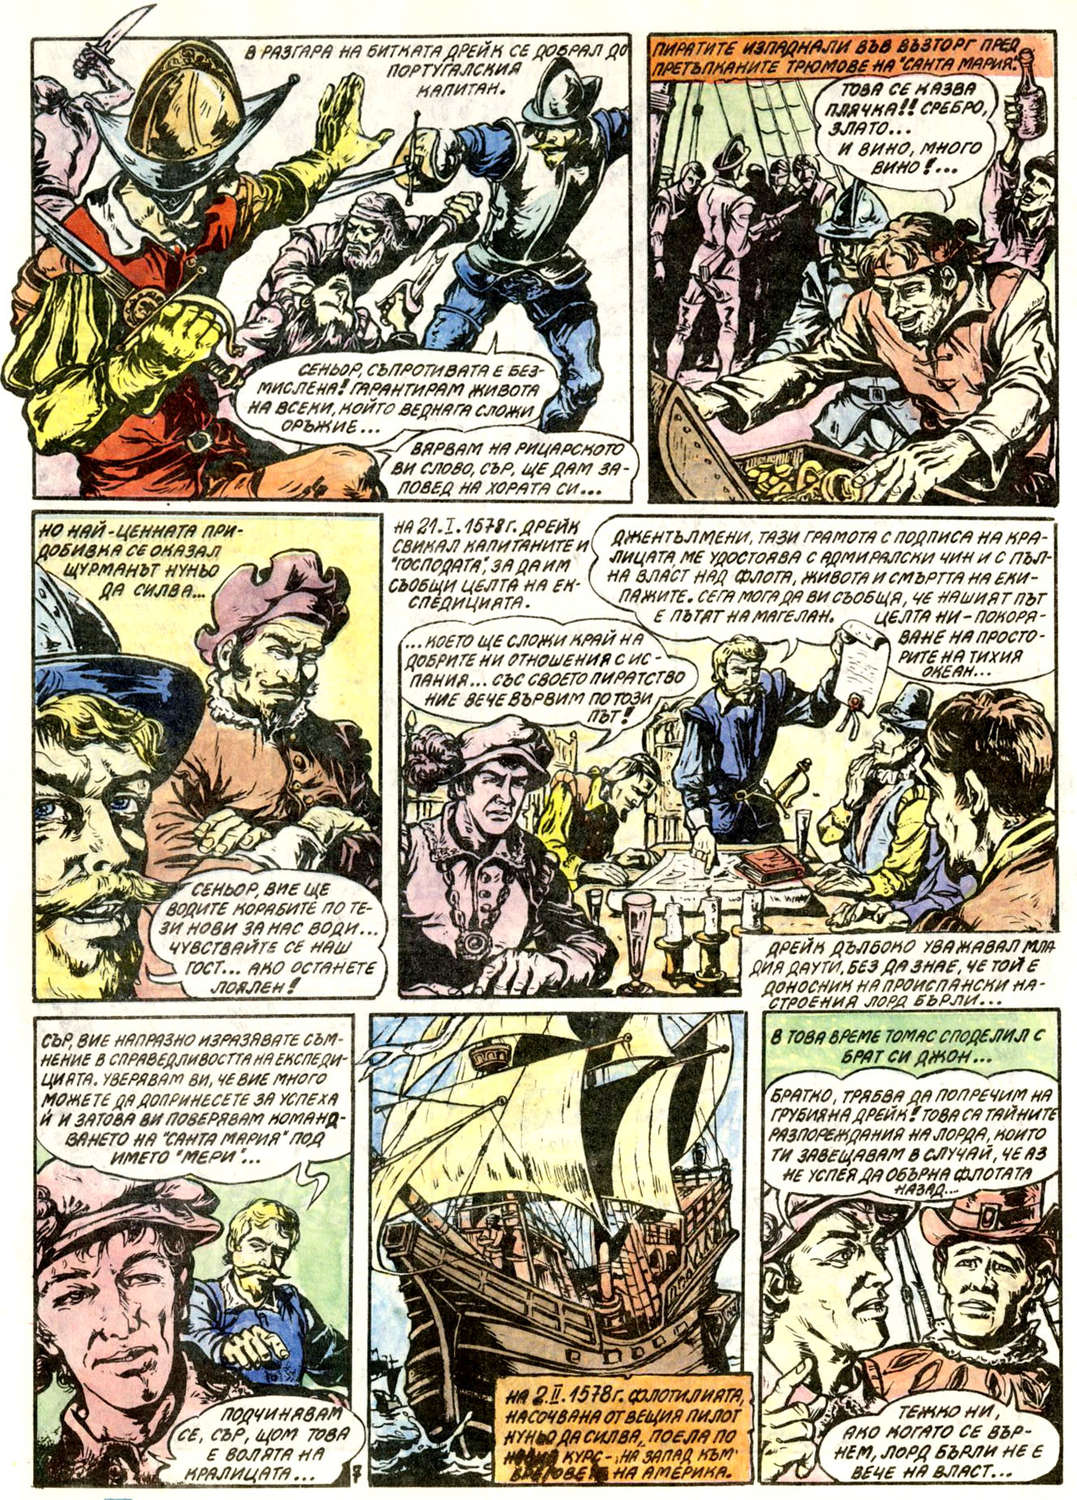 В РАЗГАРА НА БИТКАТА ДРЕЙК СЕ ДОБРАЛ ДО
ПОРТУГАЛСКИЯ
КАПИТАН.
СЕНЬОР, СЪПРОТИВАТА Е БЕЗ-
МИСЛЕНА! ГАРАНТИРАМ ЖИВОТА
НА ВСЕКИ, КОЙТО ВЕДНАГА СЛОЖИ
ОРЪЖИЕ...
ВЯРВАМ НА РИЦАРСКОТО
ВИ СЛОВО, СЪР, ЩЕ ДАМ ЗА-
ПОВЕД НА ХОРАТА СИ...
ПИРАТИТЕ ИЗПАДНАЛИ ВЪВ ВЪЗТОРГ ПРЕД
ПРЕТЪПКАНИТЕ ТРЮМОВЕ НА "САНТА МАРИЯ".
ТОВА СЕ КАЗВА
ПЛЯЧКА!! СРЕБРО,
ЗЛАТО...
И ВИНО, МНОГО
ВИНО!...
НО НАЙ-ЦЕННАТА ПРИ-
ДОБИВКА СЕ ОКАЗАЛ
ЩУРМАНЪТ НУНЬО
ДА СИЛВА...
СЕНЬОР, ВИЕ ЩЕ
ВОДИТЕ КОРАБИТЕ ПО ТЕ-
ЗИ НОВИ ЗА НАС ВОДИ...
ЧУВСТВАЙТЕ СЕ НАШ
ГОСТ... АКО ОСТАНЕТЕ
ЛОЯЛЕН!
НА 21.I.1578 г. ДРЕЙК
СВИКАЛ КАПИТАНИТЕ И
"ГОСПОДАТА", ЗА ДА ИМ
СЪОБЩИ ЦЕЛТА НА ЕК-
СПЕДИЦИЯТА.
ДЖЕНТЪЛМЕНИ, ТАЗИ ГРАМОТА С ПОДПИСА НА КРА-
ЛИЦАТА МЕ УДОСТОЯВА С АДМИРАЛСКИ ЧИН И С ПЪЛ-
НА ВЛАСТ НАД ФЛОТА, ЖИВОТА И СМЪРТТА НА ЕКИ-
ПАЖИТЕ. СЕГА МОГА ДА ВИ СЪОБЩЯ, ЧЕ НАШИЯТ ПЪТ
Е ПЪТЯТ НА МАГЕЛАН. ЦЕЛТА НИ - ПОКОРЯ-
ВАНЕ НА ПРОСТО-
РИТЕ НА ТИХИЯ
ОКЕАН...
...КОЕТО ЩЕ СЛОЖИ КРАЙ НА
ДОБРИТЕ НИ ОТНОШЕНИЯ С ИС-
ПАНИЯ... СЪС СВОЕТО ПИРАТСТВО
НИЕ ВЕЧЕ ВЪРВИМ ПО ТОЗИ
ПЪТ!
ДРЕЙК ДЪЛБОКО УВАЖАВАЛ МЛА
ДИЯ ДАУТИ, БЕЗ ДА ЗНАЕ, ЧЕ ТОЙ Е
ДОНОСНИК НА ПРОИСПАНСКИ НА-
СТРОЕНИЯ ЛОРД БЪРЛИ...
СЪР, ВИЕ НАПРАЗНО ИЗРАЗЯВАТЕ СЪМ-
НЕНИЕ В СПРАВЕДЛИВОСТТА НА ЕКСПЕДИ-
ЦИЯТА. УВЕРЯВАМ ВИ, ЧЕ ВИЕ МНОГО
МОЖЕТЕ ДА ДОПРИНЕСЕТЕ ЗА УСПЕХА
Й И ЗАТОВА ВИ ПОВЕРЯВАМ КОМАНД-
ВАНЕТО НА "САНТА МАРИЯ" ПОД
ИМЕТО "МЕРИ"...
ПОДЧИНЯВАМ
СЕ, СЪР, ЩОМ ТОВА
Е ВОЛЯТА НА
КРАЛИЦАТА...
7
НА 2.II.1578 г. ФЛОТИЛИЯТА,
НАСОЧВАНА ОТ ВЕЩИЯ ПИЛОТ
НУНЬО ДА СИЛВА, ПОЕЛА ПО
НОВИЯ КУРС - НА ЗАПАД КЪМ
БРЕГОВЕТЕ НА АМЕРИКА.
В ТОВА ВРЕМЕ ТОМАС СПОДЕЛИЛ С
БРАТ СИ ДЖОН...
БРАТКО, ТРЯБВА ДА ПОПРЕЧИМ НА
ГРУБИЯНА ДРЕЙК! ТОВА СА ТАЙНИТЕ
РАЗПОРЕЖДАНИЯ НА ЛОРДА, КОИТО
ТИ ЗАВЕЩАВАМ В СЛУЧАЙ, ЧЕ АЗ
НЕ УСПЕЯ ДА ОБЪРНА ФЛОТАТА
НАЗАД...
ТЕЖКО НИ,
АКО КОГАТО СЕ ВЪР-
НЕМ, ЛОРД БЪРЛИ НЕ Е
ВЕЧЕ НА ВЛАСТ...